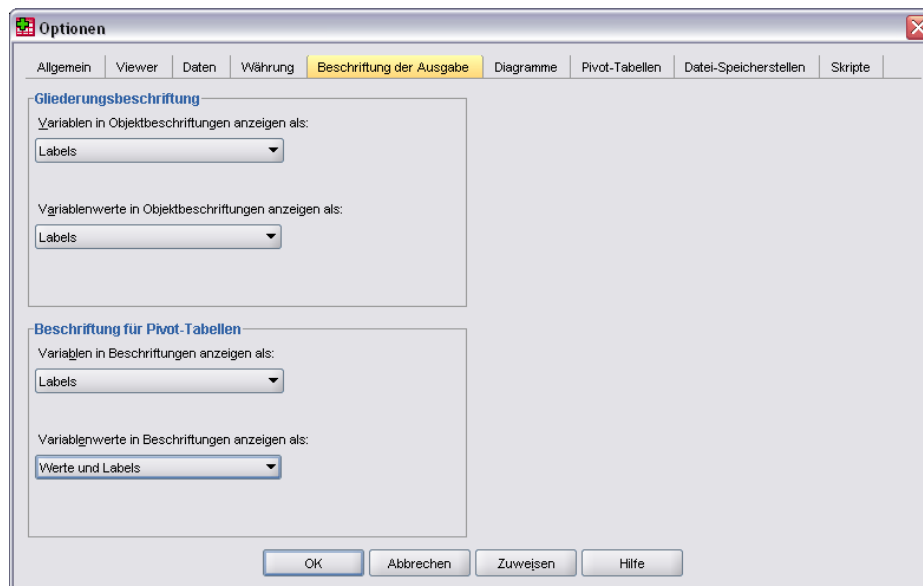 Optionen
Allgemein Viewer Daten Währung Beschriftung der Ausgabe Diagramme Pivot-Tabellen Datei-Speicherstellen Skripte
Gliederungsbeschriftung
Variablen in Objektbeschriftungen anzeigen als:
Labels
Variablenwerte in Objektbeschriftungen anzeigen als:
Labels
Beschriftung für Pivot-Tabellen
Variablen in Beschriftungen anzeigen als:
Labels
Variablenwerte in Beschriftungen anzeigen als:
Werte und Labels
OK Abbrechen Zuweisen Hilfe